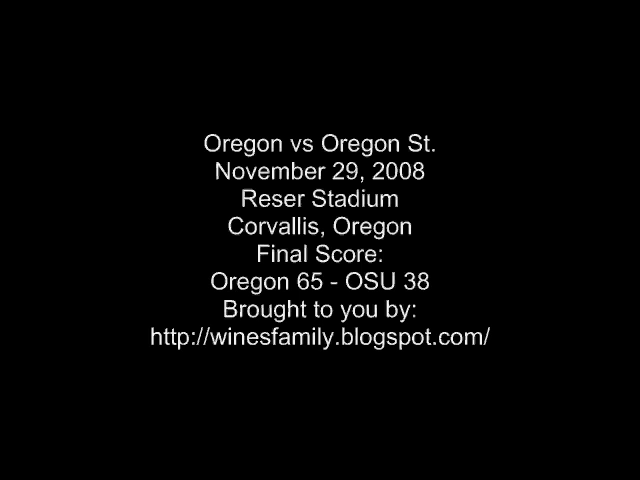 Oregon vs Oregon St.
November 29, 2008
Reser Stadium
Corvallis, Oregon
Final Score:
Oregon 65 - OSU 38
Brought to you by:
http://winesfamily.blogspot.com/